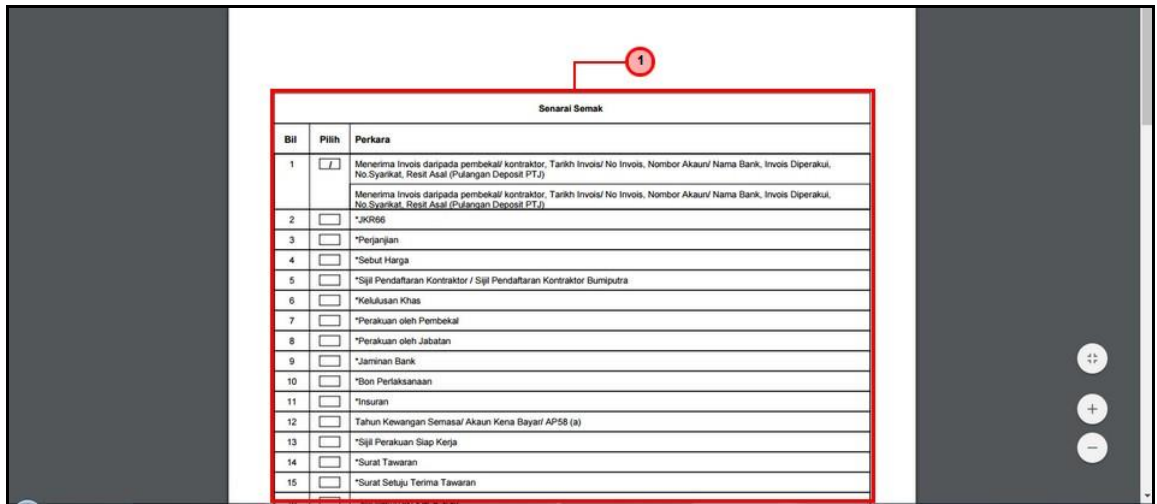 1
Senarai Semak
Bil Pilih Perkara
1 / Menerima Invois daripada pembekal/ kontraktor, Tarikh Invois/ No Invois, Nombor Akaun/ Nama Bank, Invois Diperakui,
No.Syarikat, Resit Asal (Pulangan Deposit PTJ)
Menerima Invois daripada pembekal/ kontraktor, Tarikh Invois/ No Invois, Nombor Akaun/ Nama Bank, Invois Diperakui,
No.Syarikat, Resit Asal (Pulangan Deposit PTJ)
2 *JKR66
3 *Perjanjian
4 *Sebut Harga
5 *Sijil Pendaftaran Kontraktor / Sijil Pendaftaran Kontraktor Bumiputra
6 *Kelulusan Khas
7 *Perakuan oleh Pembekal
8 *Perakuan oleh Jabatan
9 *Jaminan Bank
10 *Bon Perlaksanaan
11 *Insuran
12 Tahun Kewangan Semasa/ Akaun Kena Bayar/ AP58 (a)
13 *Sijil Perakuan Siap Kerja
14 *Surat Tawaran
15 *Surat Setuju Terima Tawaran